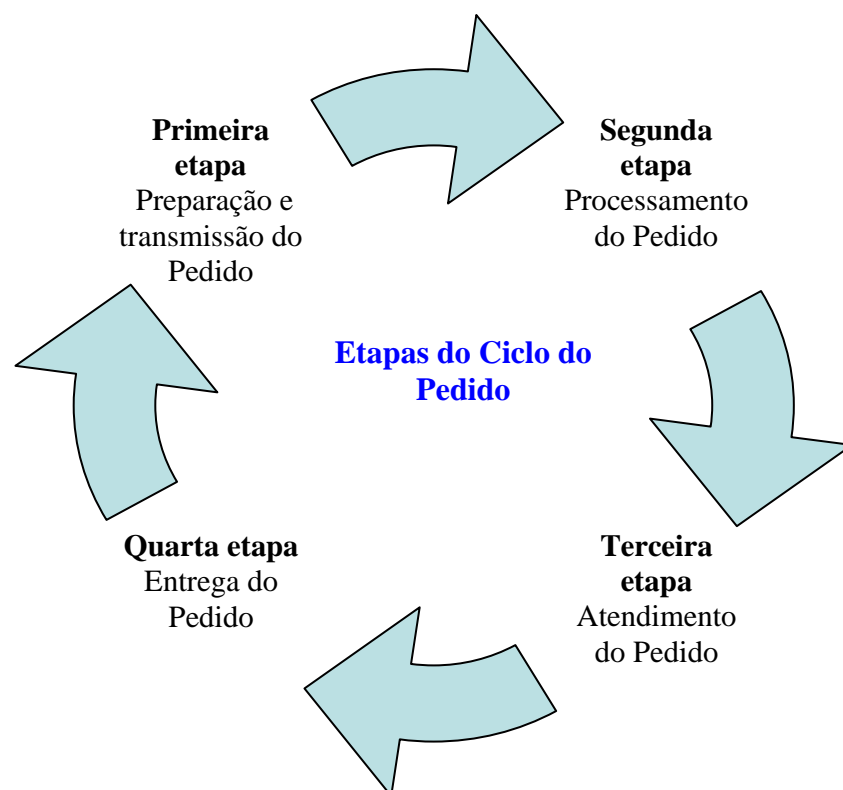 Primeira
etapa
Preparação e
transmissão do
Pedido
Segunda
etapa
Processamento
do Pedido
Etapas do Ciclo do
Pedido
Quarta etapa
Entrega do
Pedido
Terceira
etapa
Atendimento
do Pedido